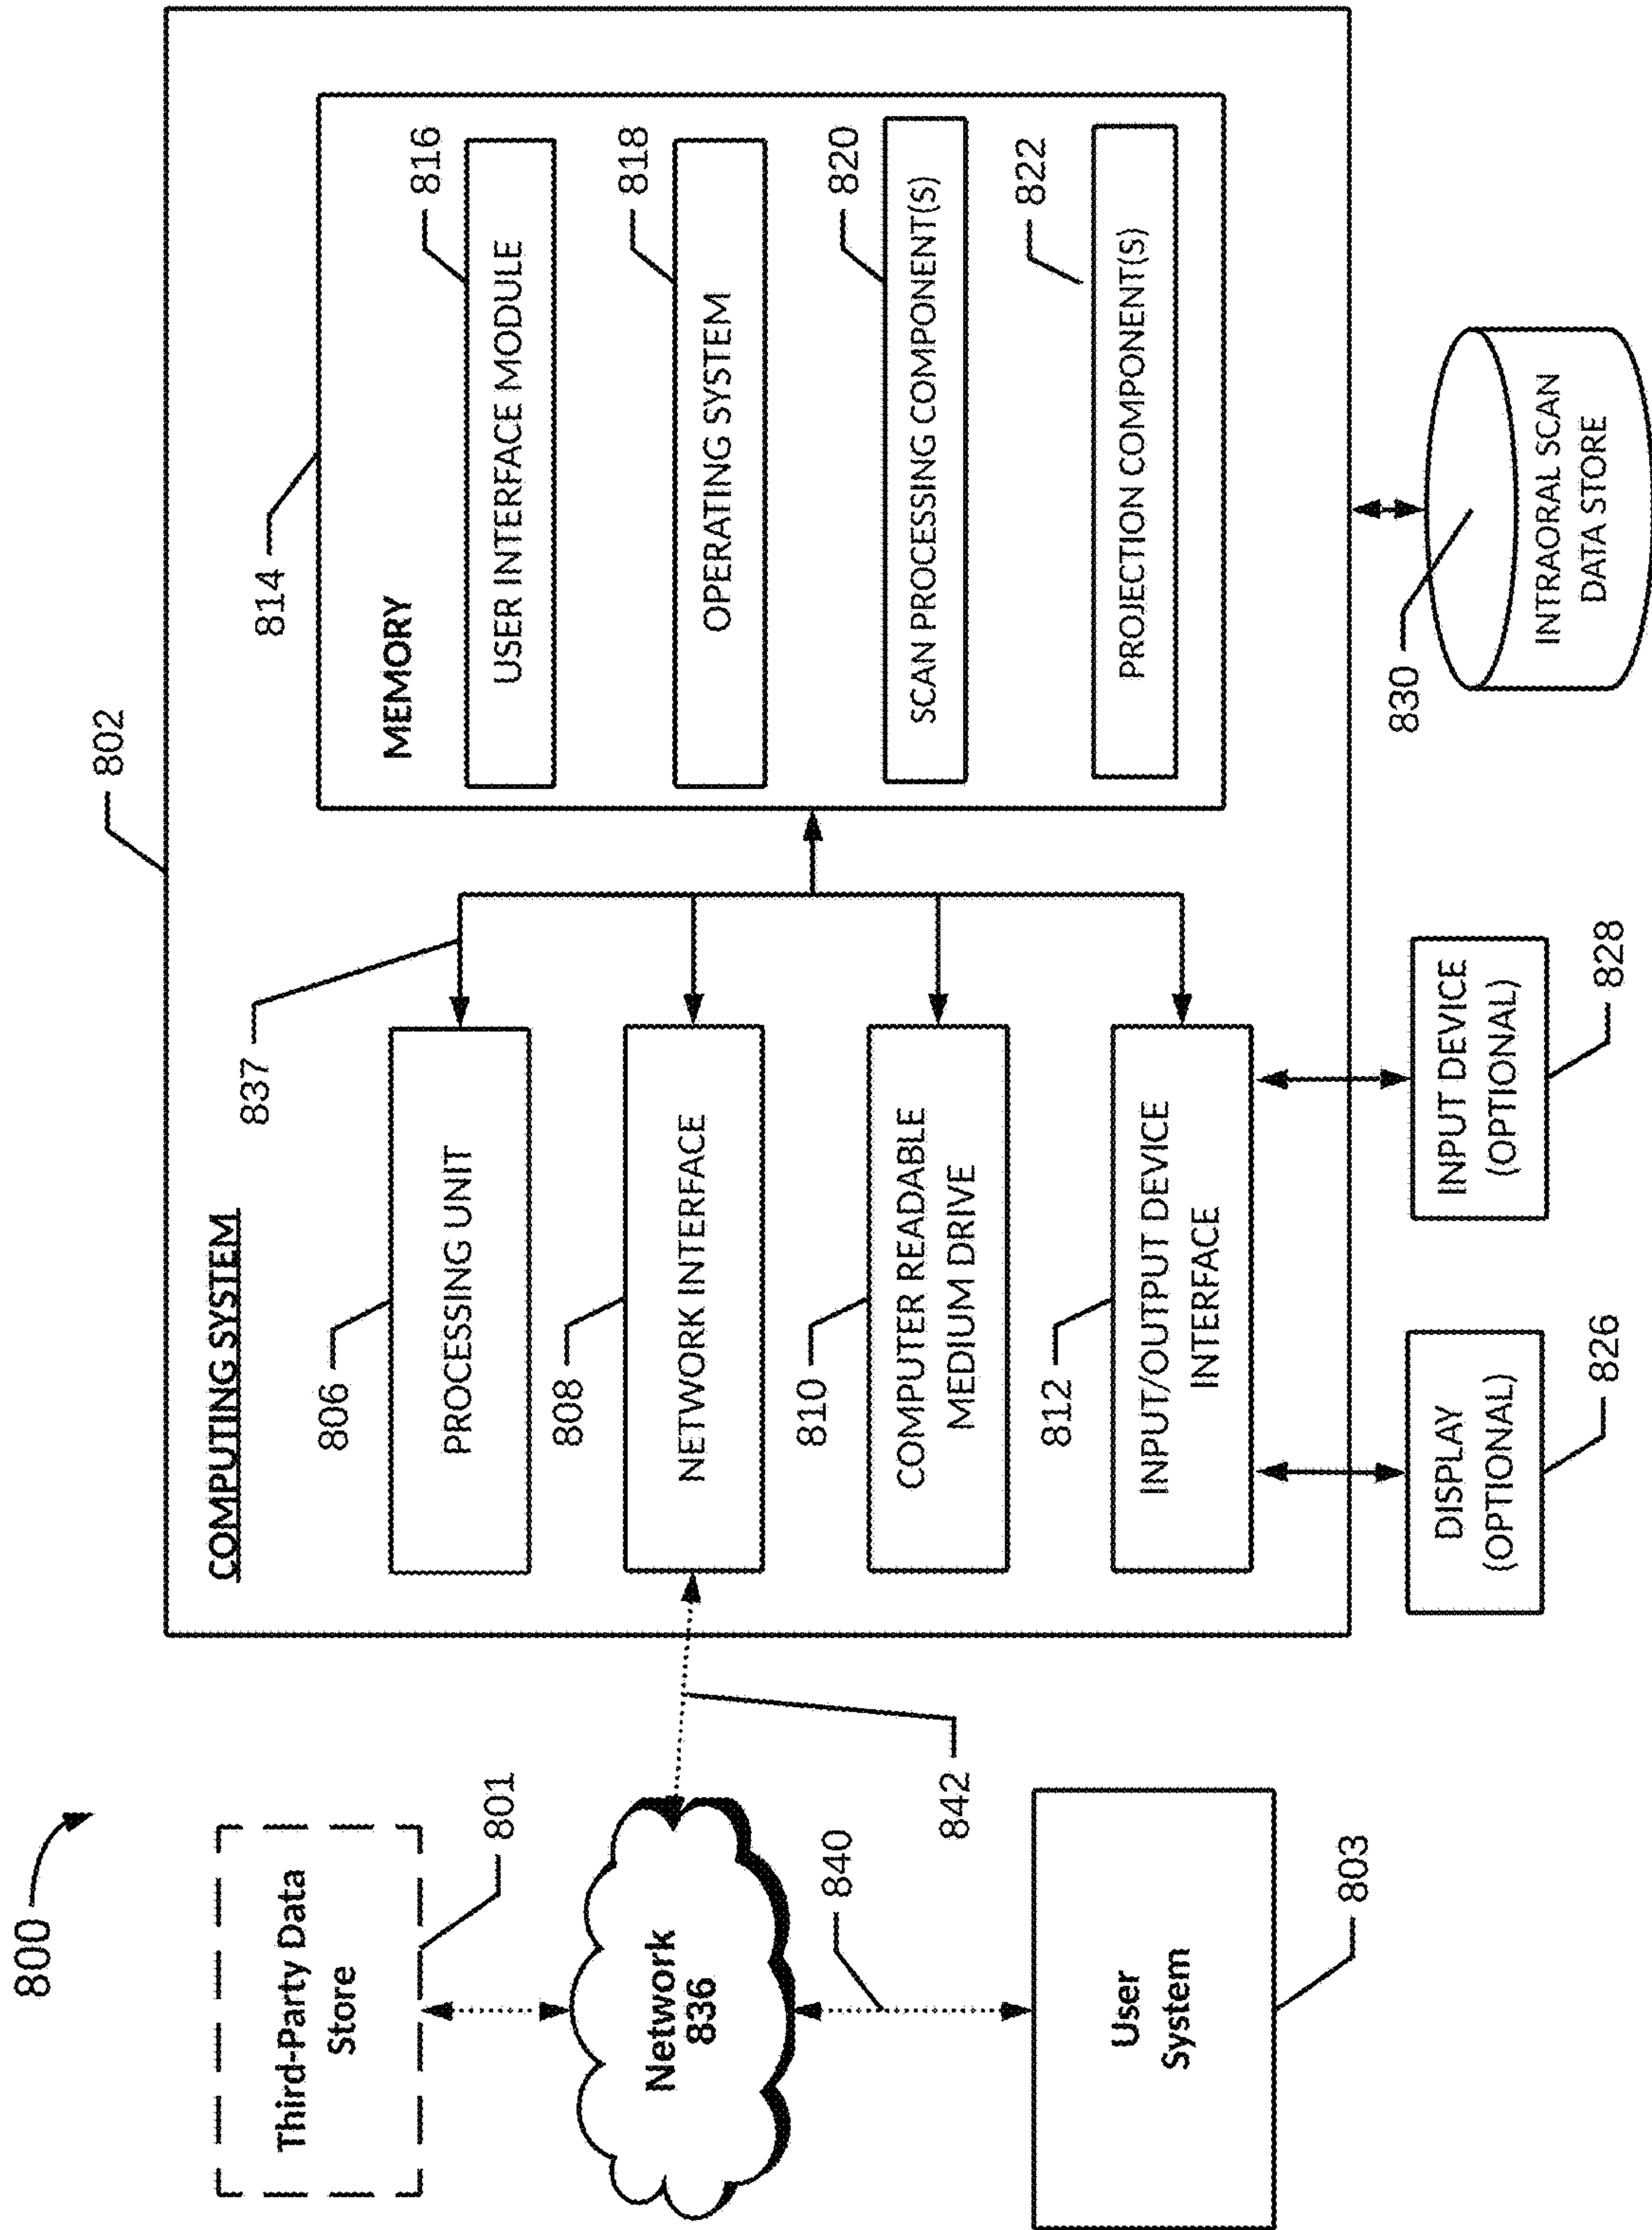 800
Third-Party Data
Store
801
Network
836
840
842
User
System
803
802
COMPUTING SYSTEM
837
806
PROCESSING UNIT
808
NETWORK INTERFACE
810
COMPUTER READABLE
MEDIUM DRIVE
812
INPUT/OUTPUT DEVICE
INTERFACE
814
MEMORY
816
USER INTERFACE MODULE
818
OPERATING SYSTEM
820
SCAN PROCESSING COMPONENT(S)
822
PROJECTION COMPONENT(S)
DISPLAY
(OPTIONAL)
826
INPUT DEVICE
(OPTIONAL)
828
830
INTRAORAL SCAN
DATA STORE